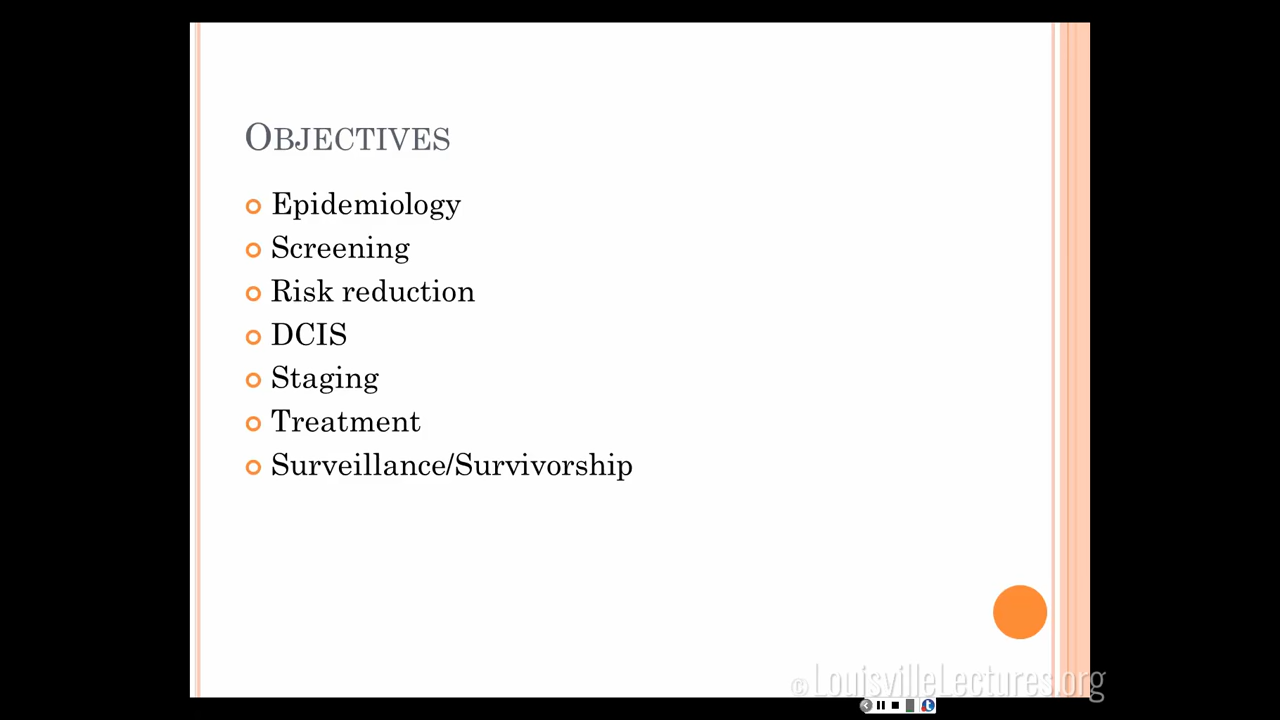 OBJECTIVES
Epidemiology
Screening
Risk reduction
DCIS
Staging
Treatment
Surveillance/Survivorship
© LouisvilleLectures.org